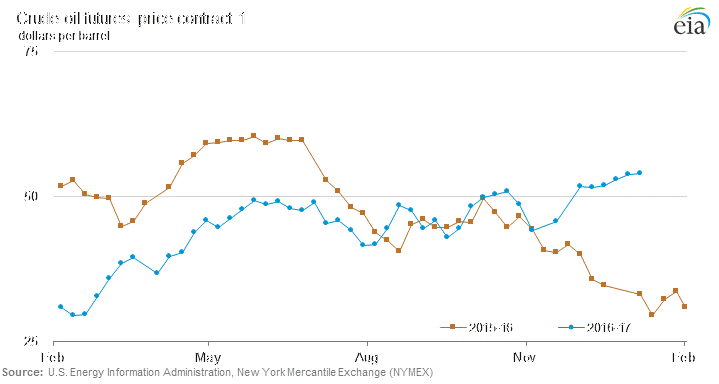 Crude oil futures price contract 1
dollars per barrel
eia
75
50
25
2015-16
2016-17
Feb
May
Aug
Nov
Feb
Source: U.S. Energy Information Administration, New York Mercantile Exchange (NYMEX)